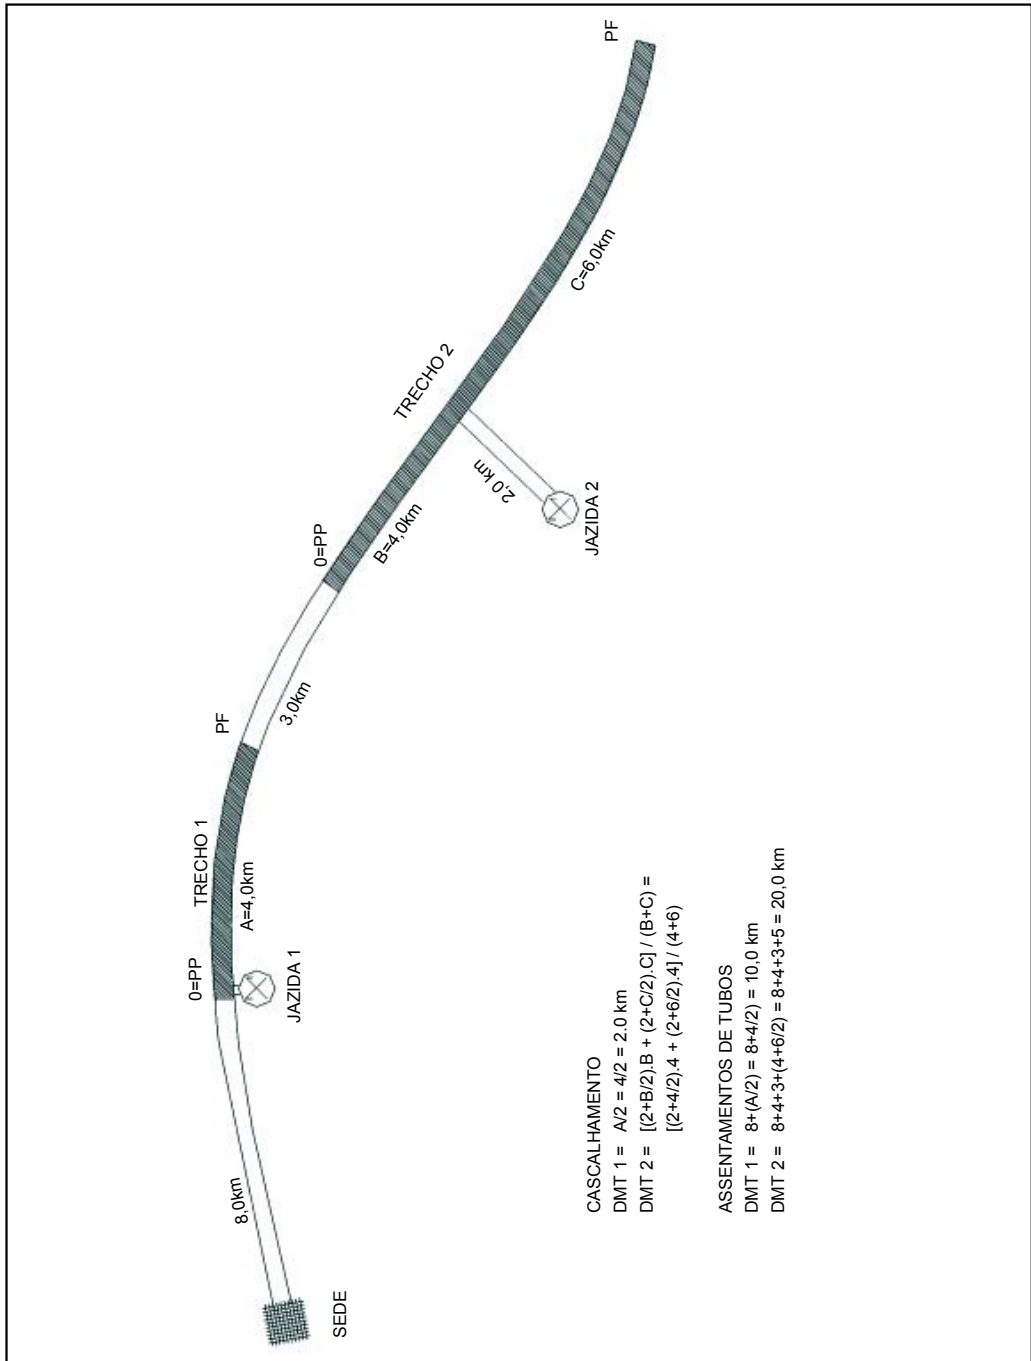 SEDE
8,0km
0=PP
JAZIDA 1
TRECHO 1
A=4,0km
PF
3,0km
0=PP
B=4,0km
TRECHO 2
2,0 km
JAZIDA 2
C=6,0km
PF
CASCALHAMENTO
DMT 1 = A/2 = 4/2 = 2.0 km
DMT 2 = [(2+B/2).B + (2+C/2).C] / (B+C) =
[(2+4/2).4 + (2+6/2).4] / (4+6)
ASSENTAMENTOS DE TUBOS
DMT 1 = 8+(A/2) = 8+4/2) = 10,0 km
DMT 2 = 8+4+3+(4+6/2) = 8+4+3+5 = 20,0 km